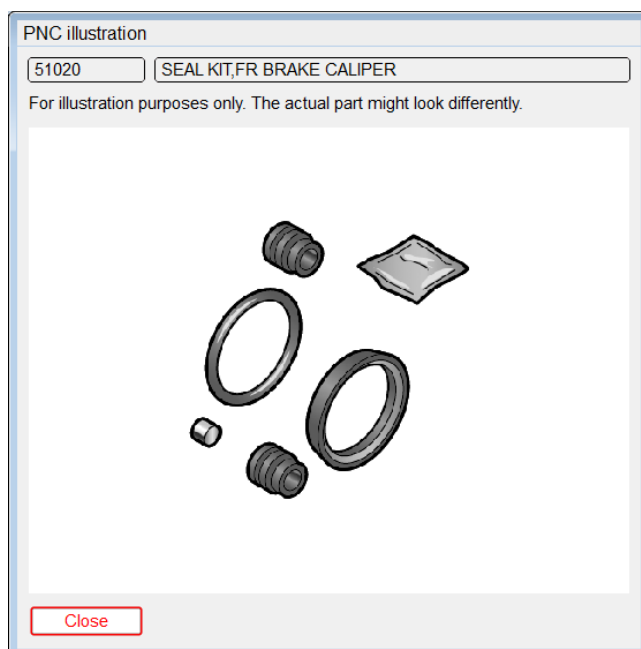 PNC illustration
51020 SEAL KIT,FR BRAKE CALIPER
For illustration purposes only. The actual part might look differently.
Close